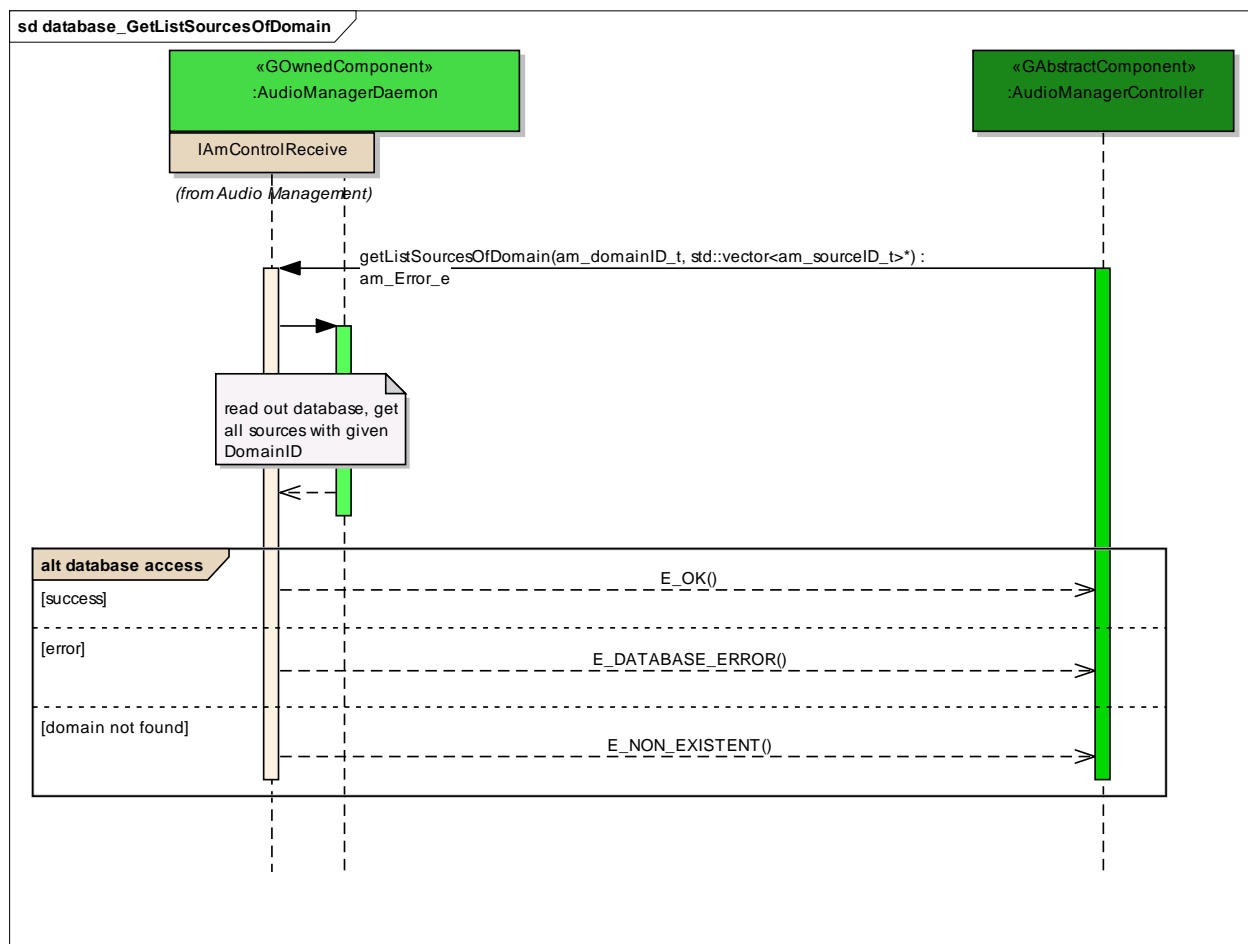 sd database_GetListSourcesOfDomain
«GOwnedComponent»
:AudioManagerDaemon
«GAbstractComponent»
:AudioManagerController
IAmControlReceive
(from Audio Management)
getListSourcesOfDomain(am_domainID_t, std::vector<am_sourceID_t>*) :
am_Error_e
read out database, get
all sources with given
DomainID
alt database access
E_OK()
[success]
[error]
E_DATABASE_ERROR()
[domain not found]
E_NON_EXISTENT()